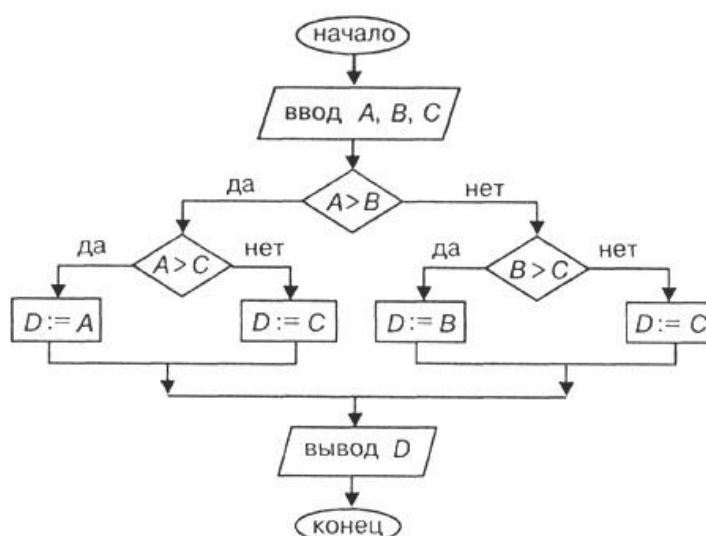 начало
ввод A, B, C
да A>B нет
да A>C нет да B>C нет
D:=A D:=C D:=B D:=C
вывод D
конец